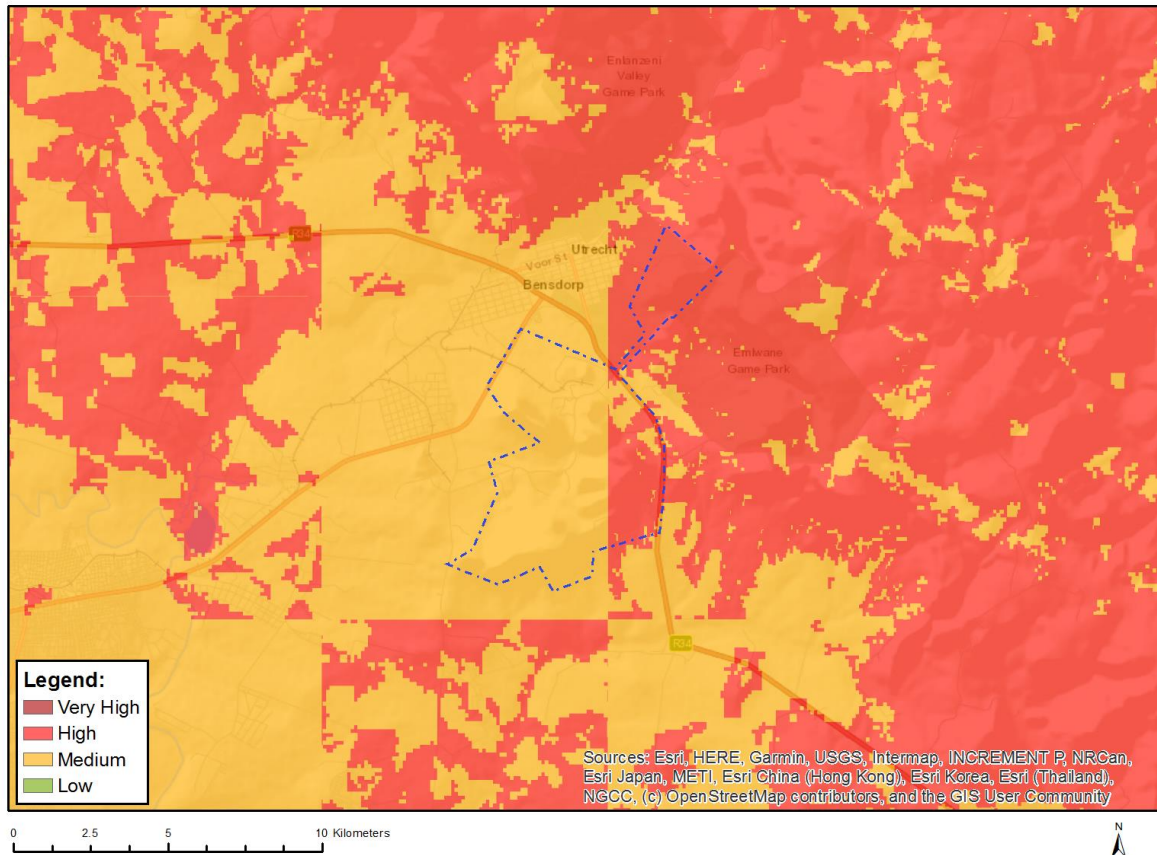 Enlanzeni
Valley
Game Park
R34
Utrecht
Voor St
Bensdorp
Emlwane
Game Park
R34
Legend:
Very High
High
Medium
Low
Sources: Esri, HERE, Garmin, USGS, Intermap, INCREMENT P, NRCan,
Esri Japan, METI, Esri China (Hong Kong), Esri Korea, Esri (Thailand),
NGCC, (c) OpenStreetMap contributors, and the GIS User Community
0 2.5 5 10 Kilometers
N